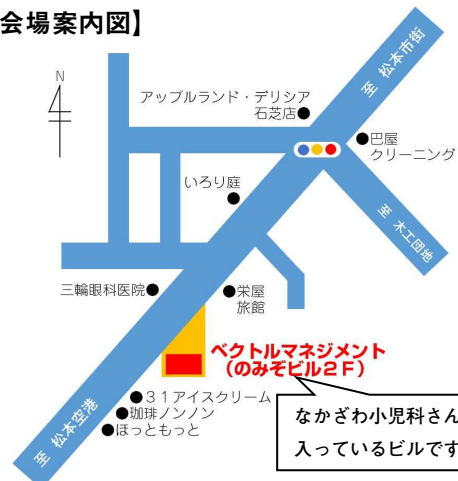 会場案内図】
N
至 松本市街
アップルランド・デリシア
石芝店●
●巴屋
クリーニング
いろり庭
至 木工団地
三輪眼科医院●
●栄屋
旅館
ベクトルマネジメント
（のみぞビル２Ｆ）
●３１アイスクリーム
●珈琲ノンノン
●ほっともっと
至 松本空港
なかざわ小児科さん
入っているビルです